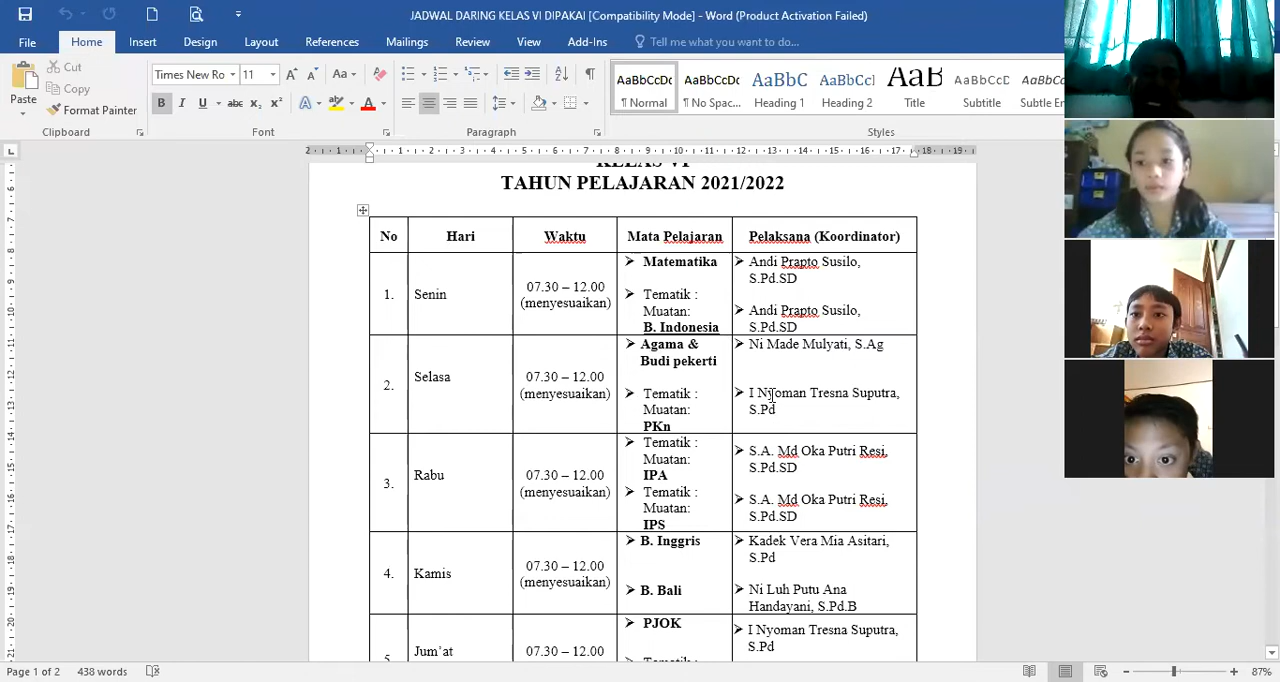 JADWAL DARING KELAS VI DIPAKAI [Compatibility Mode] - Word (Product Activation Failed)
File Home Insert Design Layout References Mailings Review View Add-Ins Tell me what you want to do...
Paste
Cut
Copy
Format Painter
Clipboard
Times New Ro 11
Font
Paragraph
AaBbCcDc AaBbCcDc AaBbC AaBbCcI AaB AaBbCcD AaBbCcD
¶ Normal ¶ No Spac... Heading 1 Heading 2 Title Subtitle Subtle Em
Styles
KELAS VI
TAHUN PELAJARAN 2021/2022
No Hari Waktu Mata Pelajaran Pelaksana (Koordinator)
1. Senin
07.30 – 12.00
(menyesuaikan)
Matematika
Tematik :
Muatan:
B. Indonesia
Andi Prapto Susilo,
S.Pd.SD
Andi Prapto Susilo,
S.Pd.SD
2. Selasa
07.30 – 12.00
(menyesuaikan)
Agama &
Budi pekerti
Tematik :
Muatan:
PKn
Ni Made Mulyati, S.Ag
I Nyoman Tresna Suputra,
S.Pd
3. Rabu
07.30 – 12.00
(menyesuaikan)
Tematik :
Muatan:
IPA
Tematik :
Muatan:
IPS
S.A. Md Oka Putri Resi,
S.Pd.SD
S.A. Md Oka Putri Resi,
S.Pd.SD
4. Kamis
07.30 – 12.00
(menyesuaikan)
B. Inggris
B. Bali
Kadek Vera Mia Asitari,
S.Pd
Ni Luh Putu Ana
Handayani, S.Pd.B
Jum'at
07.30 – 12.00
PJOK
I Nyoman Tresna Suputra,
S.Pd
Page 1 of 2 438 words 87%